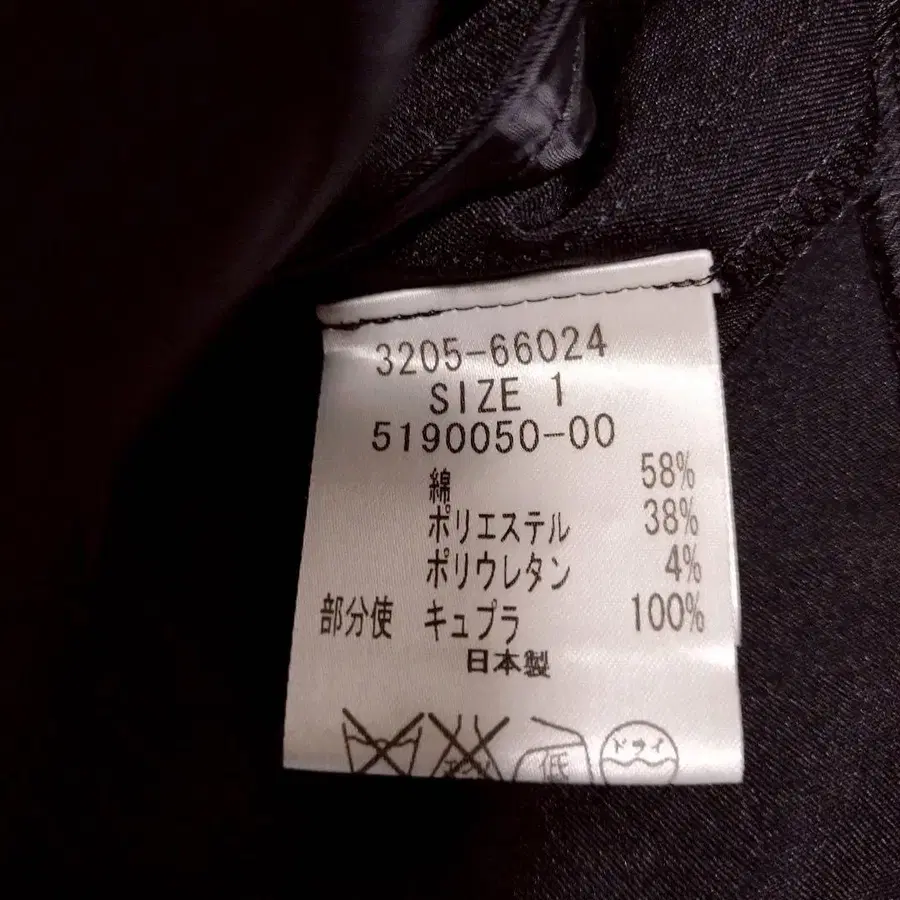 3205-66024
SIZE 1
5190050-00
綿 58%
ポリエステル 38%
ポリウレタン 4%
部分使 キュプラ 100%
日本製
低 ドライ